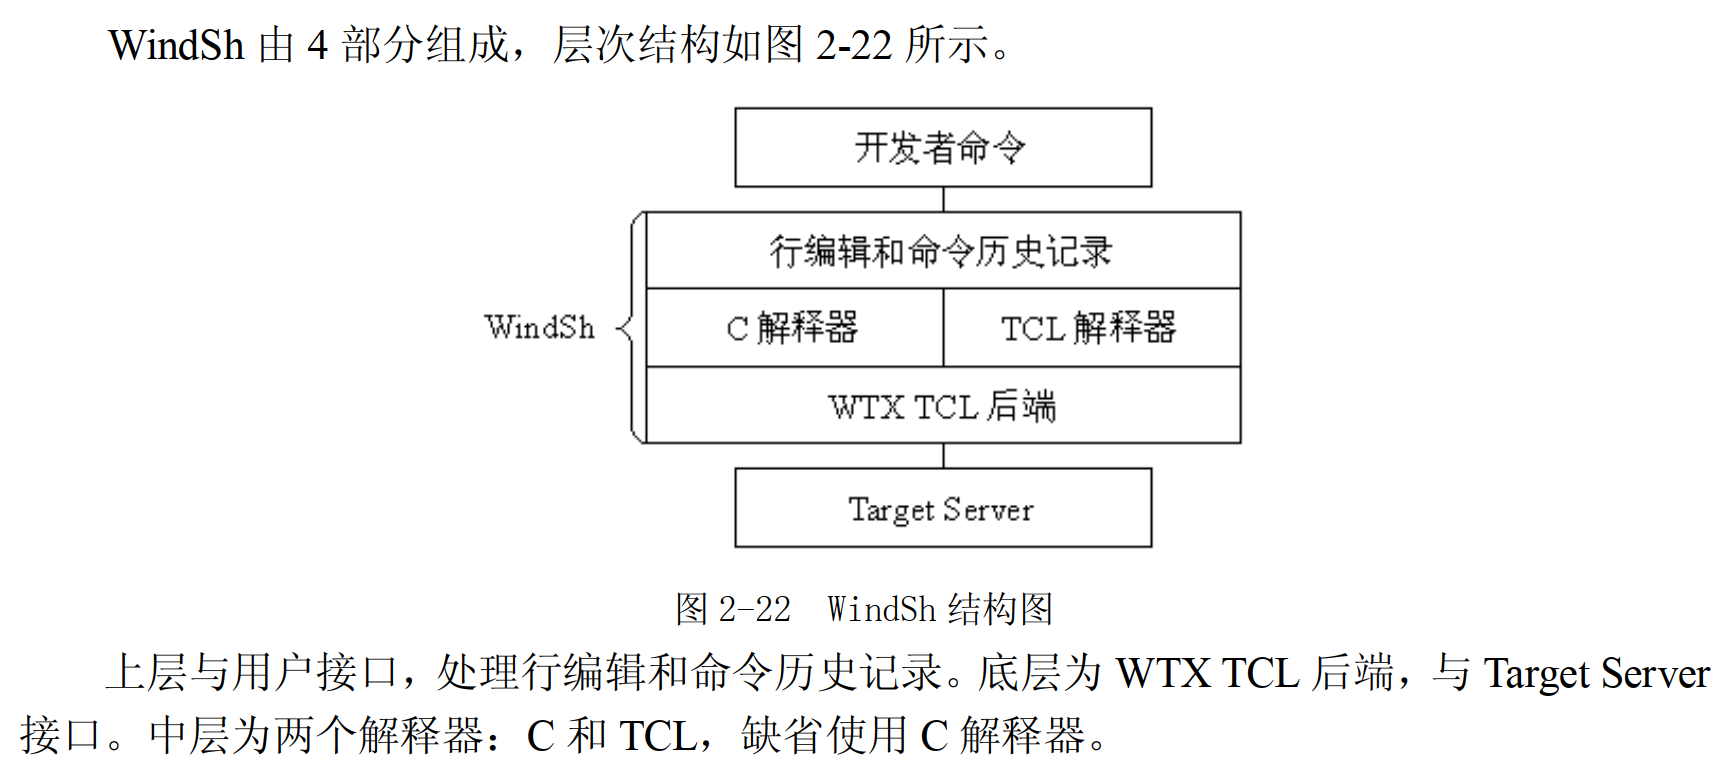 WindSh 由 4 部分组成，层次结构如图 2-22 所示。
开发者命令
行编辑和命令历史记录
WindSh
C 解释器
TCL 解释器
WTX TCL 后端
Target Server
图 2-22 WindSh 结构图
上层与用户接口，处理行编辑和命令历史记录。底层为 WTX TCL 后端，与 Target Server
接口。中层为两个解释器：C 和 TCL，缺省使用 C 解释器。